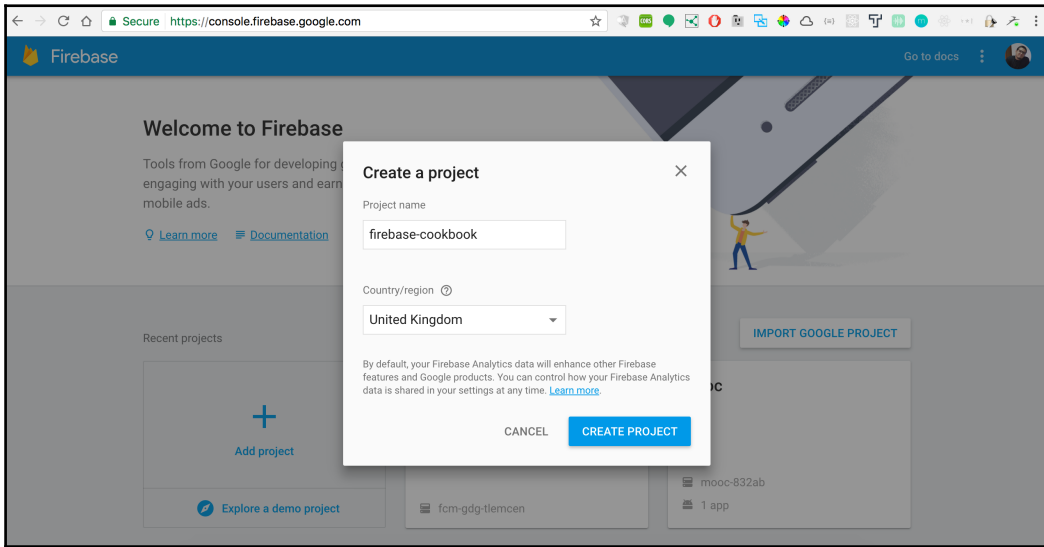 Secure https://console.firebase.google.com
CORS
Firebase
Go to docs
Welcome to Firebase
Tools from Google for developing
engaging with your users and earn
mobile ads.
Learn more Documentation
Create a project
Project name
firebase-cookbook
Country/region
United Kingdom
By default, your Firebase Analytics data will enhance other Firebase
features and Google products. You can control how your Firebase Analytics
data is shared in your settings at any time. Learn more.
CANCEL CREATE PROJECT
Recent projects
IMPORT GOOGLE PROJECT
Add project
Explore a demo project
fcm-gdg-tlemcen
mooc-832ab
1 app